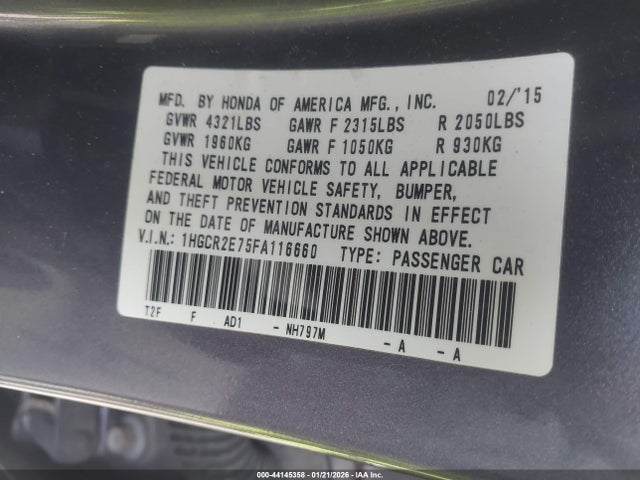 MFD. BY HONDA OF AMERICA MFG., INC. 02/'15
GVWR 4321LBS GAWR F 2315LBS R 2050LBS
GVWR 1960KG GAWR F 1050KG R 930KG
THIS VEHICLE CONFORMS TO ALL APPLICABLE
FEDERAL MOTOR VEHICLE SAFETY, BUMPER,
AND THEFT PREVENTION STANDARDS IN EFFECT
ON THE DATE OF MANUFACTURE SHOWN ABOVE.
V.I.N.: 1HGCR2E75FA116660 TYPE: PASSENGER CAR
T2F F AD1 - NH797M - A - A
000-44145358 - 01/21/2026 - IAA Inc.